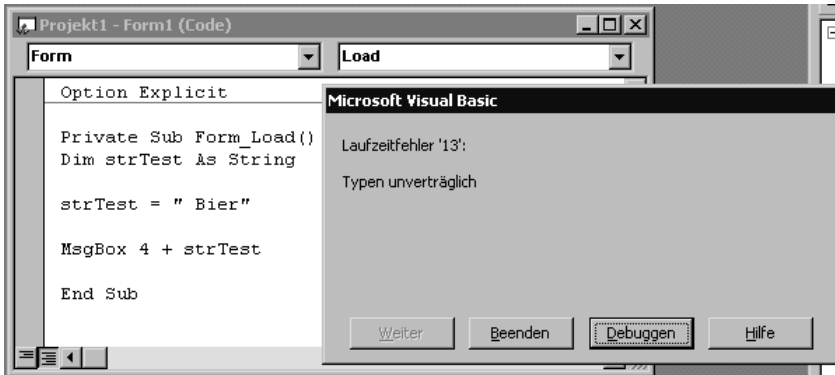 Projekt1 - Form1 (Code)
Form
Load
Option Explicit
Private Sub Form_Load()
Dim strTest As String
strTest = " Bier"
MsgBox 4 + strTest
End Sub
Microsoft Visual Basic
Laufzeitfehler '13':
Typen unverträglich
Weiter
Beenden
Debuggen
Hilfe